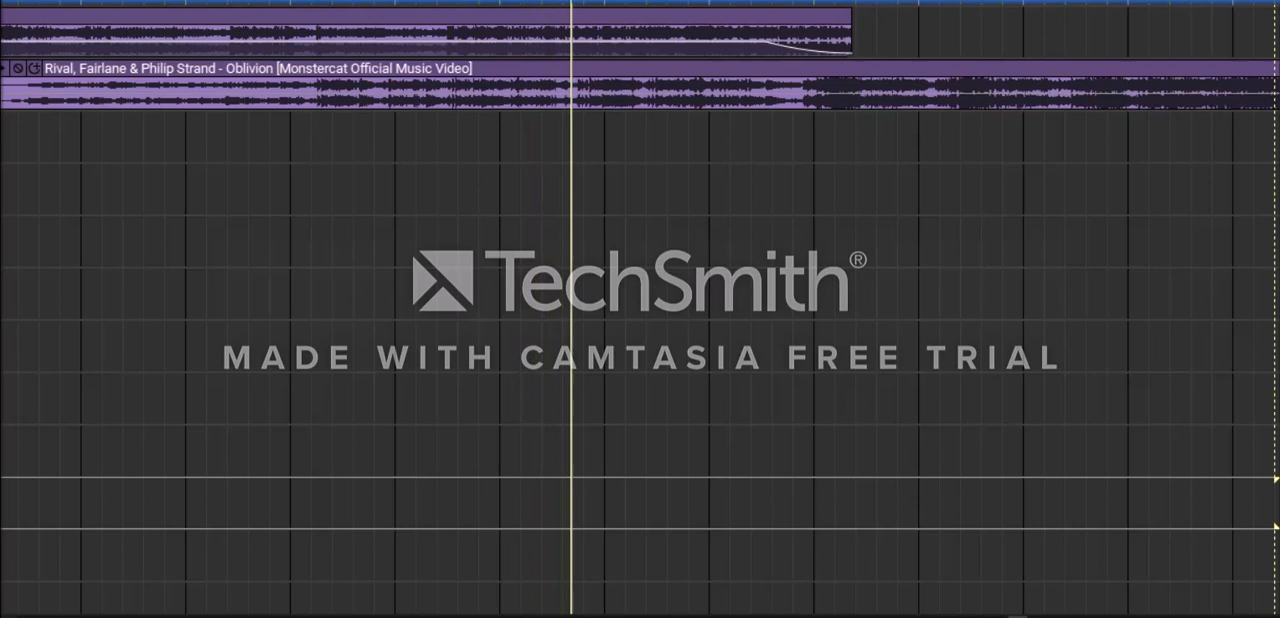 Rival, Fairlane & Philip Strand - Oblivion [Monstercat Official Music Video]
TechSmith®
MADE WITH CAMTASIA FREE TRIAL